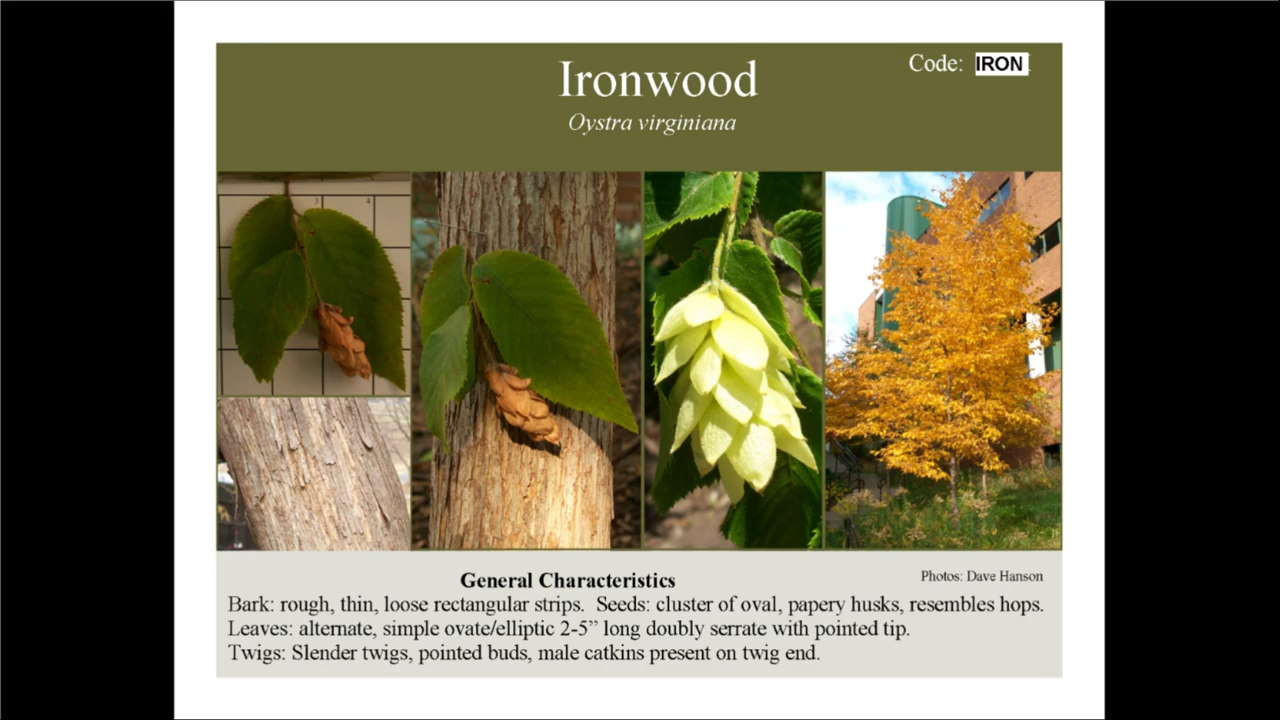 Ironwood
Code: IRON
Oystra virginiana
3 4
General Characteristics
Photos: Dave Hanson
Bark: rough, thin, loose rectangular strips. Seeds: cluster of oval, papery husks, resembles hops.
Leaves: alternate, simple ovate/elliptic 2-5” long doubly serrate with pointed tip.
Twigs: Slender twigs, pointed buds, male catkins present on twig end.